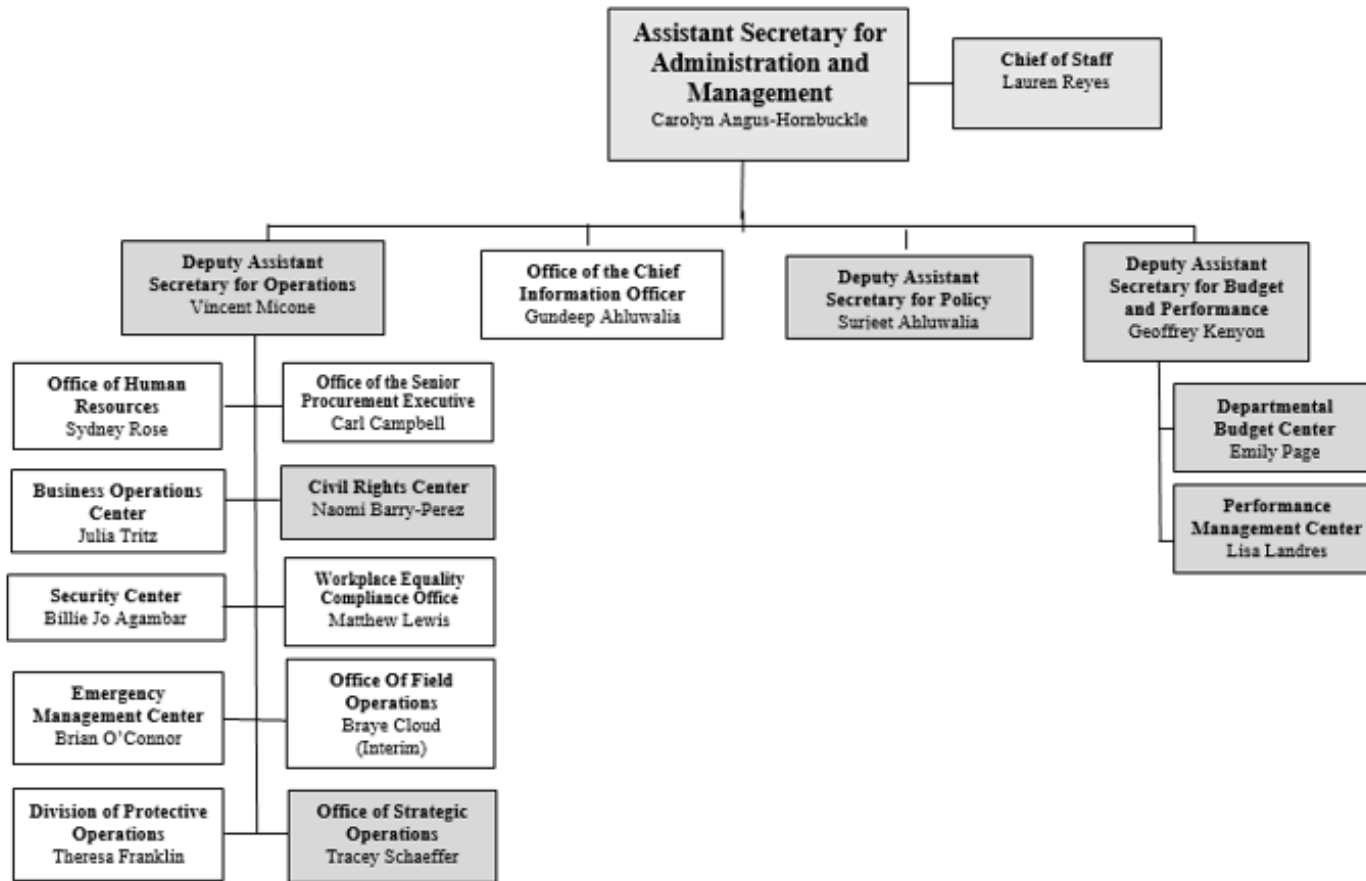 Assistant Secretary for
Administration and
Management
Carolyn Angus-Hornbuckle
Chief of Staff
Lauren Reyes
Deputy Assistant
Secretary for Operations
Vincent Micone
Office of the Chief
Information Officer
Gundeep Ahluwalia
Deputy Assistant
Secretary for Policy
Surjeet Ahluwalia
Deputy Assistant
Secretary for Budget
and Performance
Geoffrey Kenyon
Office of Human
Resources
Sydney Rose
Office of the Senior
Procurement Executive
Carl Campbell
Departmental
Budget Center
Emily Page
Business Operations
Center
Julia Tritz
Civil Rights Center
Naomi Barry-Perez
Performance
Management Center
Lisa Landres
Security Center
Billie Jo Agambar
Workplace Equality
Compliance Office
Matthew Lewis
Emergency
Management Center
Brian O'Connor
Office Of Field
Operations
Braye Cloud
(Interim)
Division of Protective
Operations
Theresa Franklin
Office of Strategic
Operations
Tracey Schaeffer